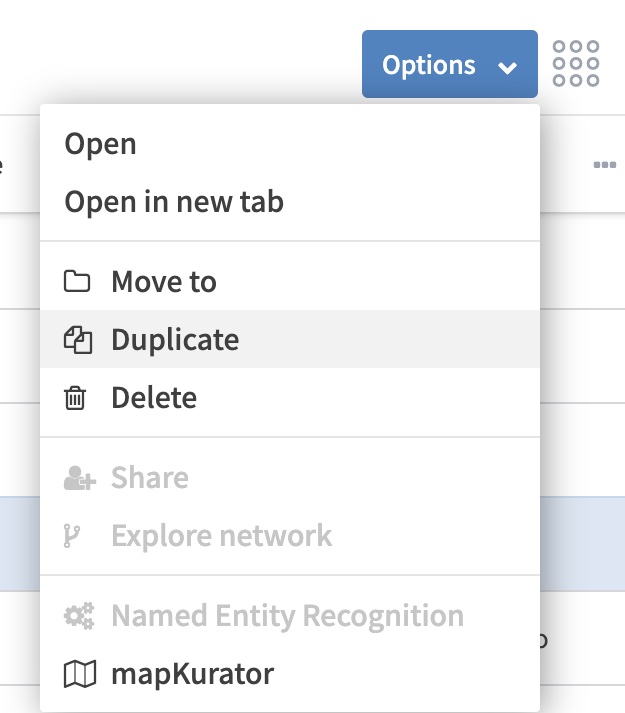 Options
Open
Open in new tab
Move to
Duplicate
Delete
Share
Explore network
Named Entity Recognition
mapKurator